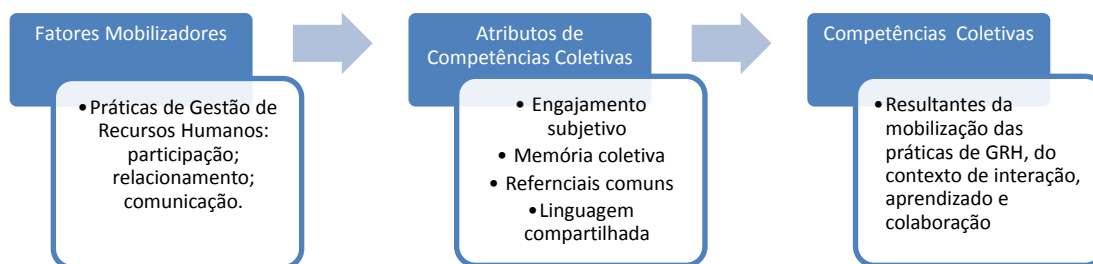 Fatores Mobilizadores
•Práticas de Gestão de
Recursos Humanos:
participação;
relacionamento;
comunicação.
Atributos de
Competências Coletivas
• Engajamento
subjetivo
• Memória coletiva
• Refernciais comuns
•Linguagem
compartilhada
Competências Coletivas
•Resultantes da
mobilização das
práticas de GRH, do
contexto de interação,
aprendizado e
colaboração